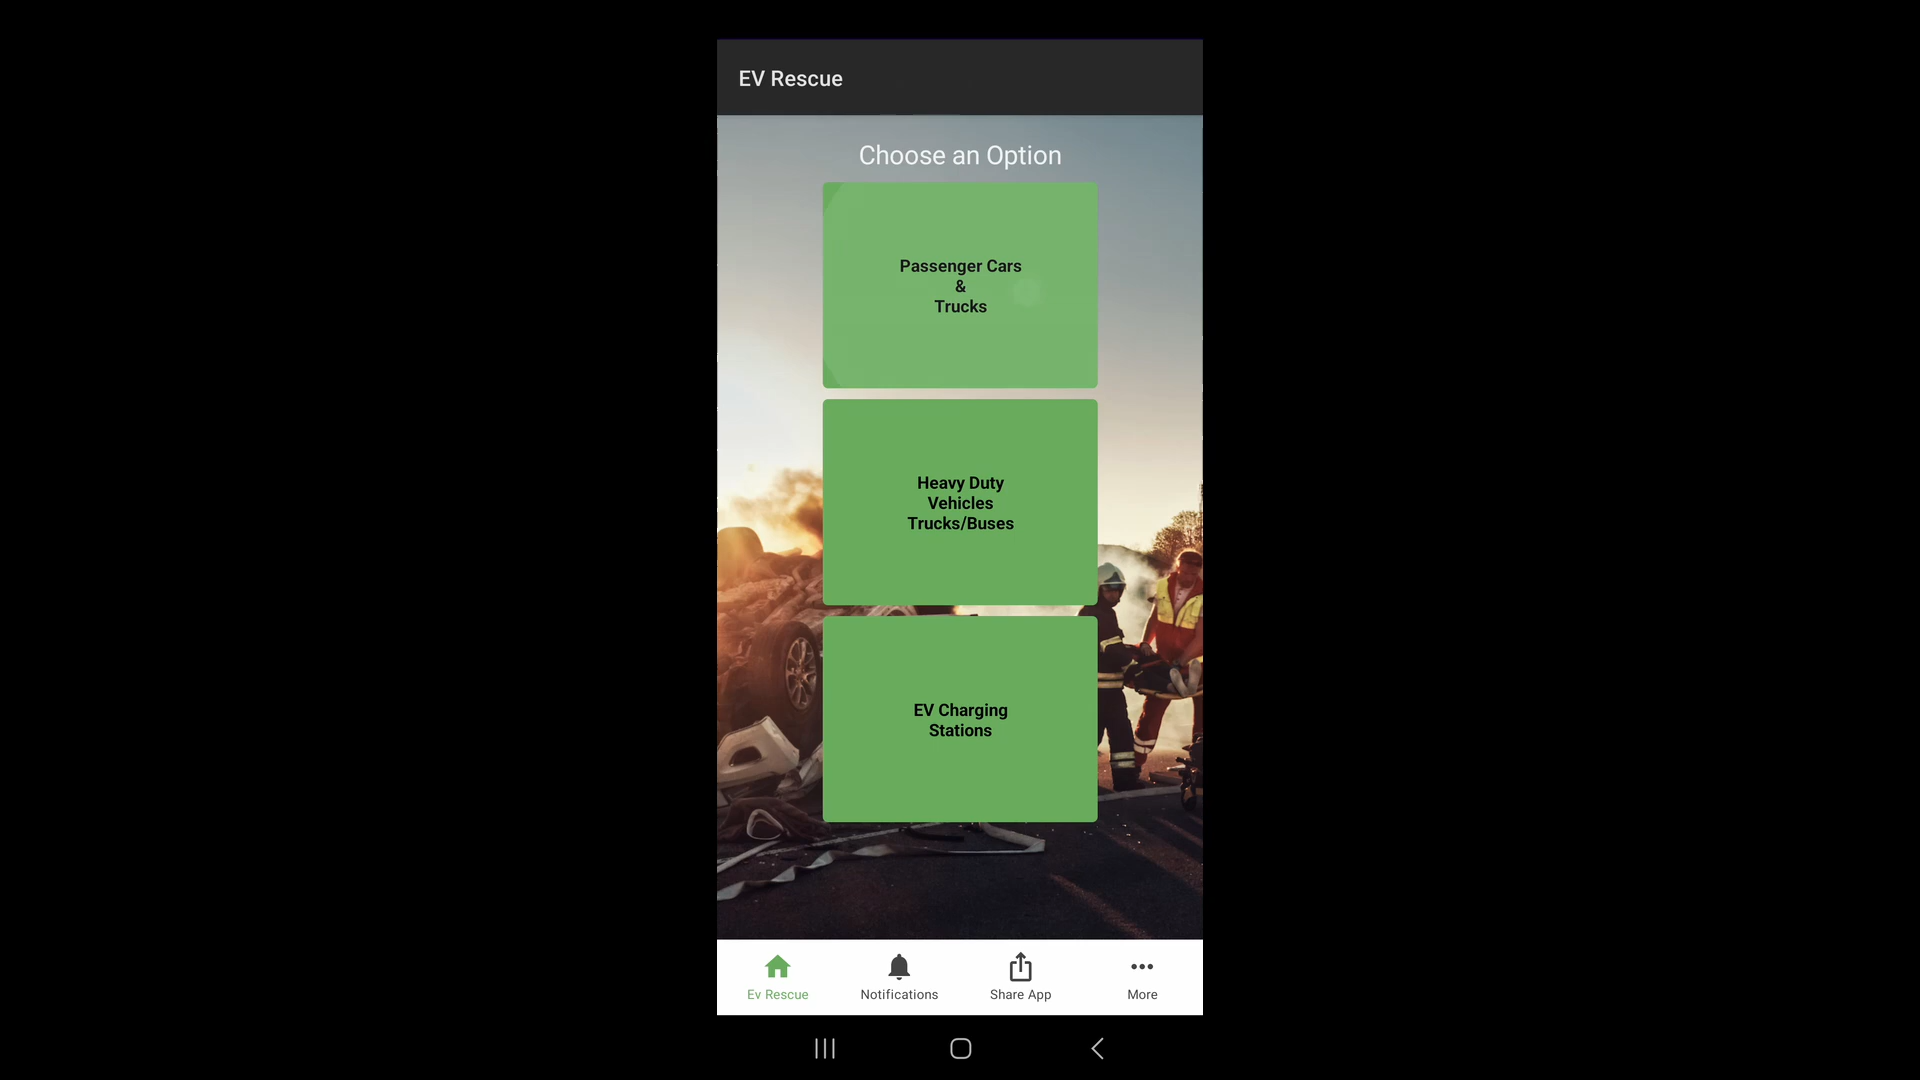 EV Rescue
Choose an Option
Passenger Cars
&
Trucks
Heavy Duty
Vehicles
Trucks/Buses
EV Charging
Stations
Ev Rescue
Notifications
Share App
More